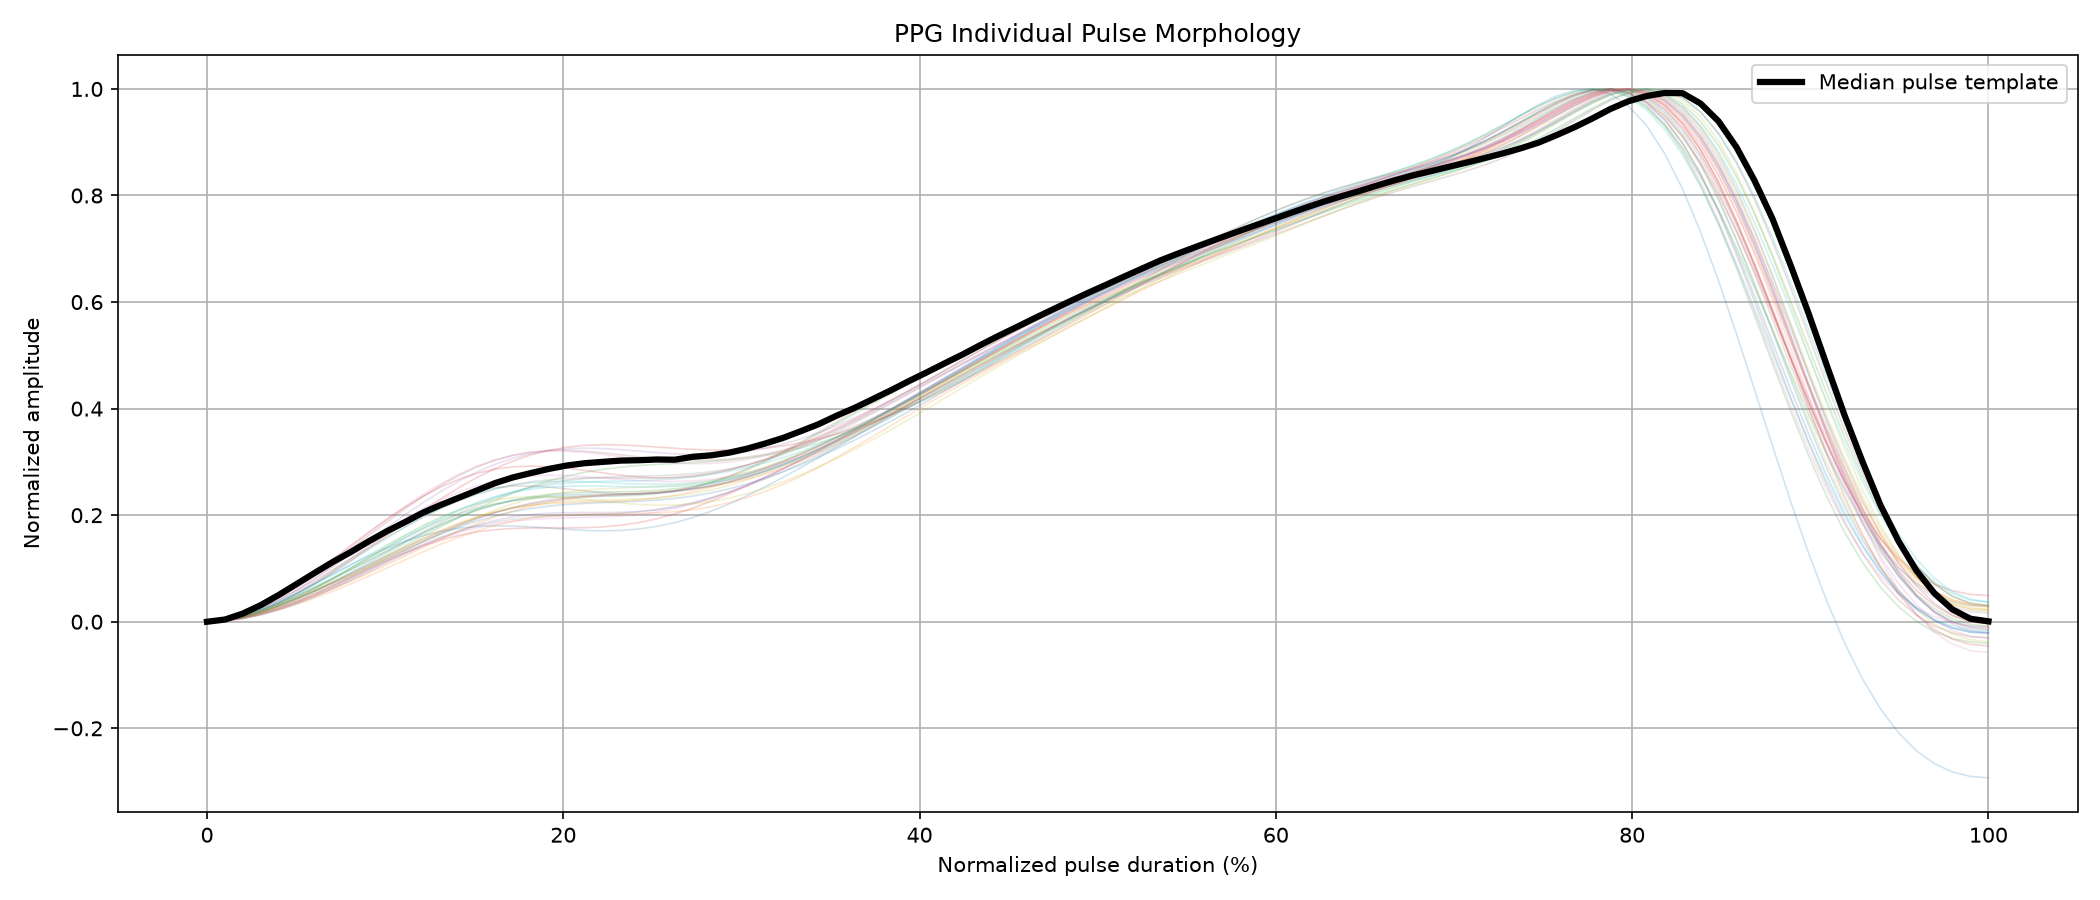 PPG Individual Pulse Morphology
Median pulse template
1.0
0.8
0.6
0.4
0.2
0.0
−0.2
Normalized amplitude
0 20 40 60 80 100
Normalized pulse duration (%)